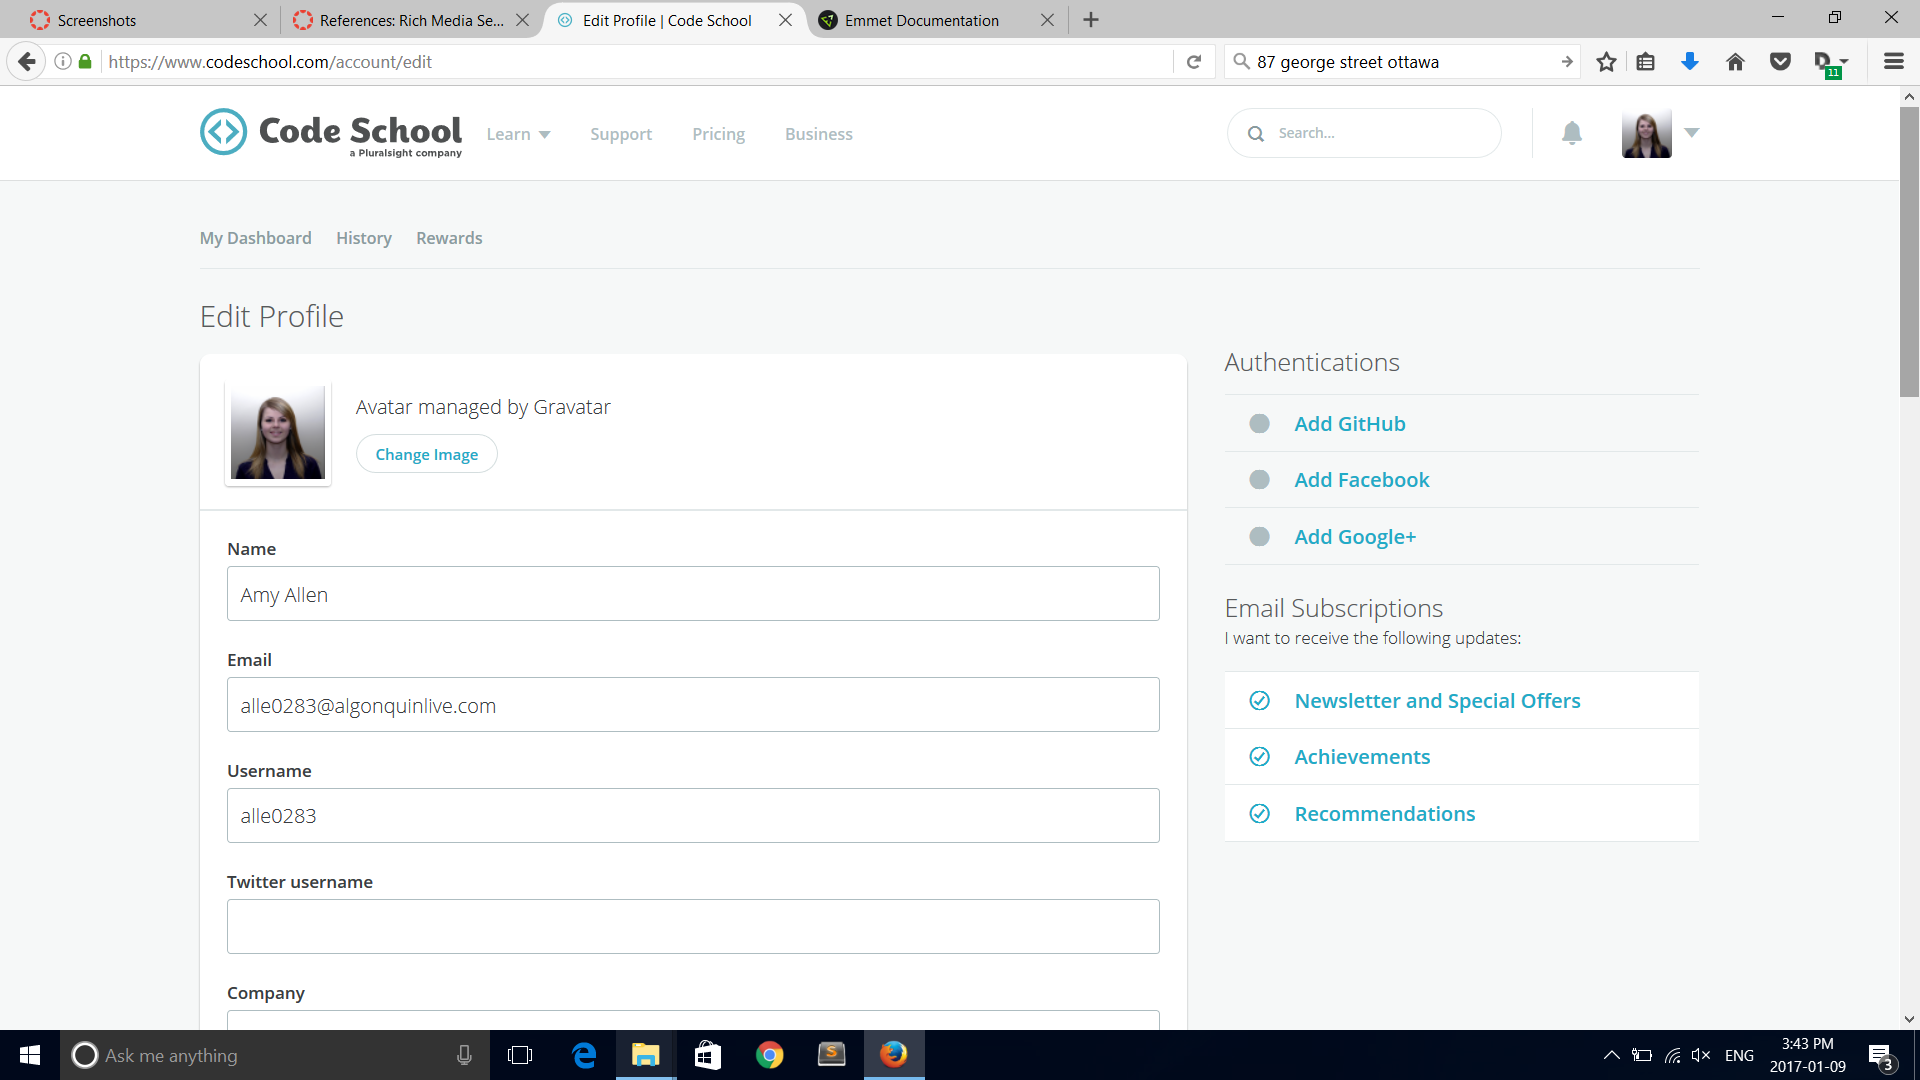 Screenshots
References: Rich Media Se...
Edit Profile | Code School
Emmet Documentation
https://www.codeschool.com/account/edit
87 george street ottawa
11
Code School
a Pluralsight company
Learn
Support
Pricing
Business
Search...
My Dashboard
History
Rewards
Edit Profile
Avatar managed by Gravatar
Change Image
Name
Amy Allen
Email
alle0283@algonquinlive.com
Username
alle0283
Twitter username
Company
Authentications
Add GitHub
Add Facebook
Add Google+
Email Subscriptions
I want to receive the following updates:
Newsletter and Special Offers
Achievements
Recommendations
Ask me anything
ENG
3:43 PM
2017-01-09
3